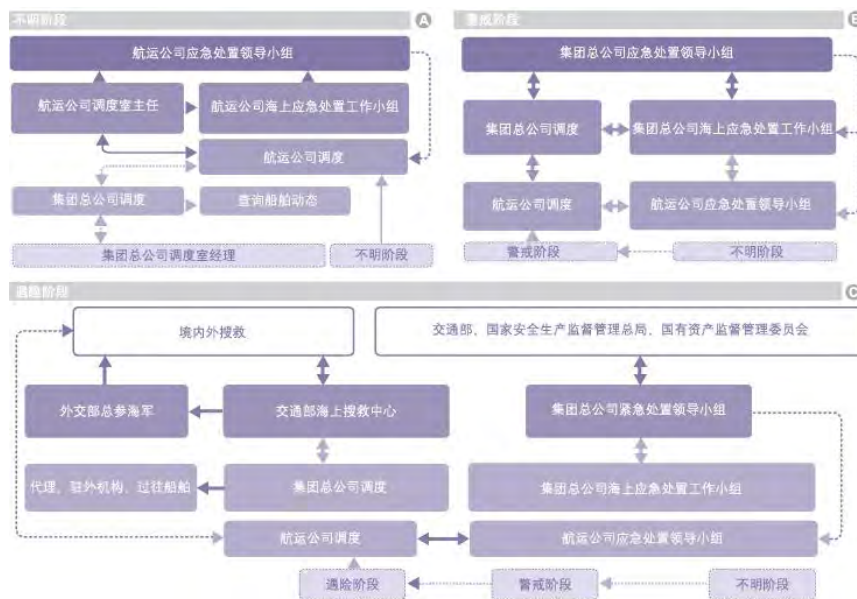 不明阶段
A
航运公司应急处置领导小组
航运公司调度室主任
航运公司海上应急处置工作小组
航运公司调度
集团总公司调度
查询船舶动态
集团总公司调度室经理
不明阶段
警戒阶段
B
集团总公司应急处置领导小组
集团总公司调度
集团总公司海上应急处置工作小组
航运公司调度
航运公司应急处置领导小组
警戒阶段
不明阶段
遇险阶段
C
境内外搜救
交通部、国家安全生产监督管理总局、国有资产监督管理委员会
外交部总参海军
交通部海上搜救中心
集团总公司紧急处置领导小组
代理、驻外机构、过往船舶
集团总公司调度
集团总公司海上应急处置工作小组
航运公司调度
航运公司应急处置领导小组
遇险阶段
警戒阶段
不明阶段